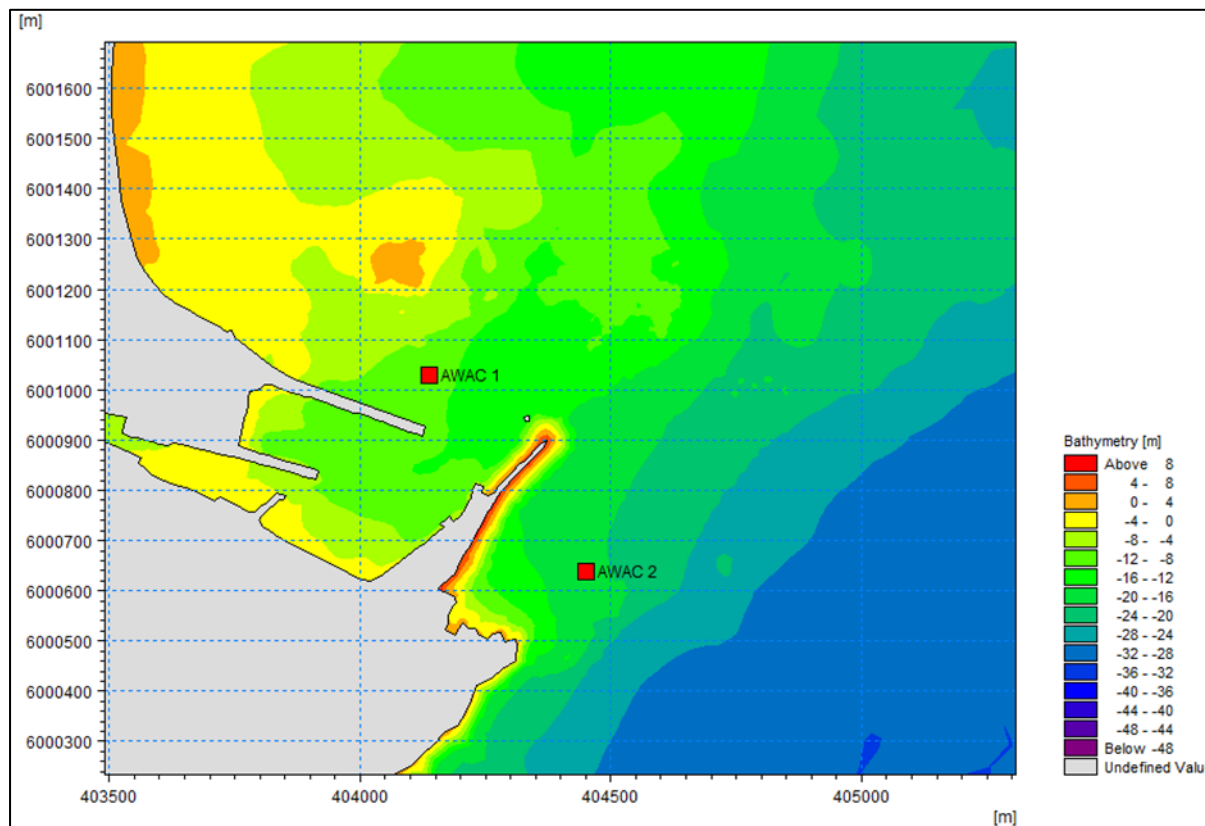 [m]
6001600
6001500
6001400
6001300
6001200
6001100
6001000
6000900
6000800
6000700
6000600
6000500
6000400
6000300
AWAC 1
AWAC 2
403500 404000 404500 405000
[m]
Bathymetry [m]
Above 8
4 - 8
0 - 4
-4 - 0
-8 - -4
-12 - -8
-16 - -12
-20 - -16
-24 - -20
-28 - -24
-32 - -28
-36 - -32
-40 - -36
-44 - -40
-48 - -44
Below -48
Undefined Value